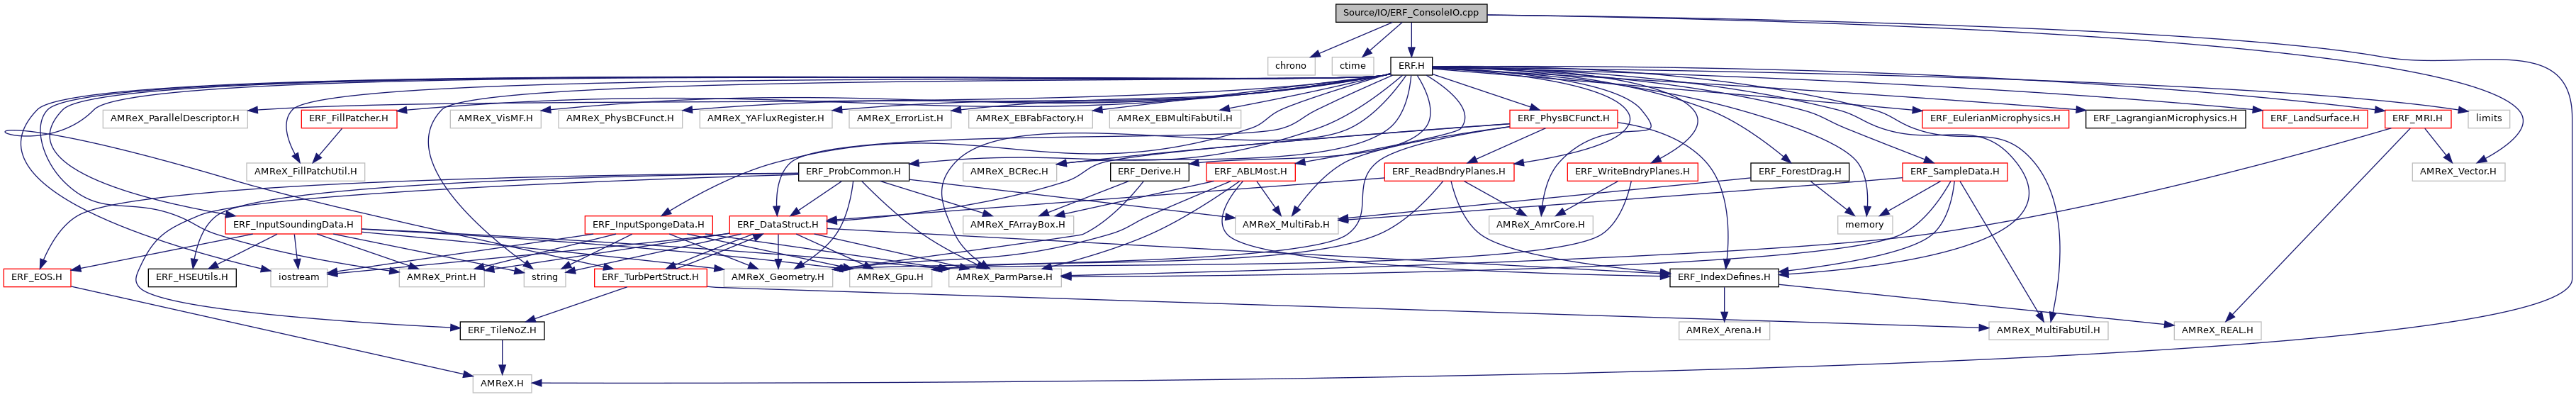 Source/IO/ERF_ConsoleIO.cpp
chrono
ctime
ERF.H
AMReX_ParallelDescriptor.H
ERF_FillPatcher.H
AMReX_VisMF.H
AMReX_PhysBCFunct.H
AMReX_YAFluxRegister.H
AMReX_ErrorList.H
AMReX_EBFabFactory.H
AMReX_EBMultiFabUtil.H
ERF_PhysBCFunct.H
ERF_EulerianMicrophysics.H
ERF_LagrangianMicrophysics.H
ERF_LandSurface.H
ERF_MRI.H
limits
AMReX_FillPatchUtil.H
ERF_ProbCommon.H
AMReX_BCRec.H
ERF_Derive.H
ERF_ABLMost.H
ERF_ReadBndryPlanes.H
ERF_WriteBndryPlanes.H
ERF_ForestDrag.H
ERF_SampleData.H
AMReX_Vector.H
ERF_InputSoundingData.H
ERF_InputSpongeData.H
ERF_DataStruct.H
AMReX_FArrayBox.H
AMReX_MultiFab.H
AMReX_AmrCore.H
memory
ERF_EOS.H
ERF_HSEUtils.H
iostream
AMReX_Print.H
string
ERF_TurbPertStruct.H
AMReX_Geometry.H
AMReX_Gpu.H
AMReX_ParmParse.H
ERF_IndexDefines.H
ERF_TileNoZ.H
AMReX_Arena.H
AMReX_MultiFabUtil.H
AMReX_REAL.H
AMReX.H